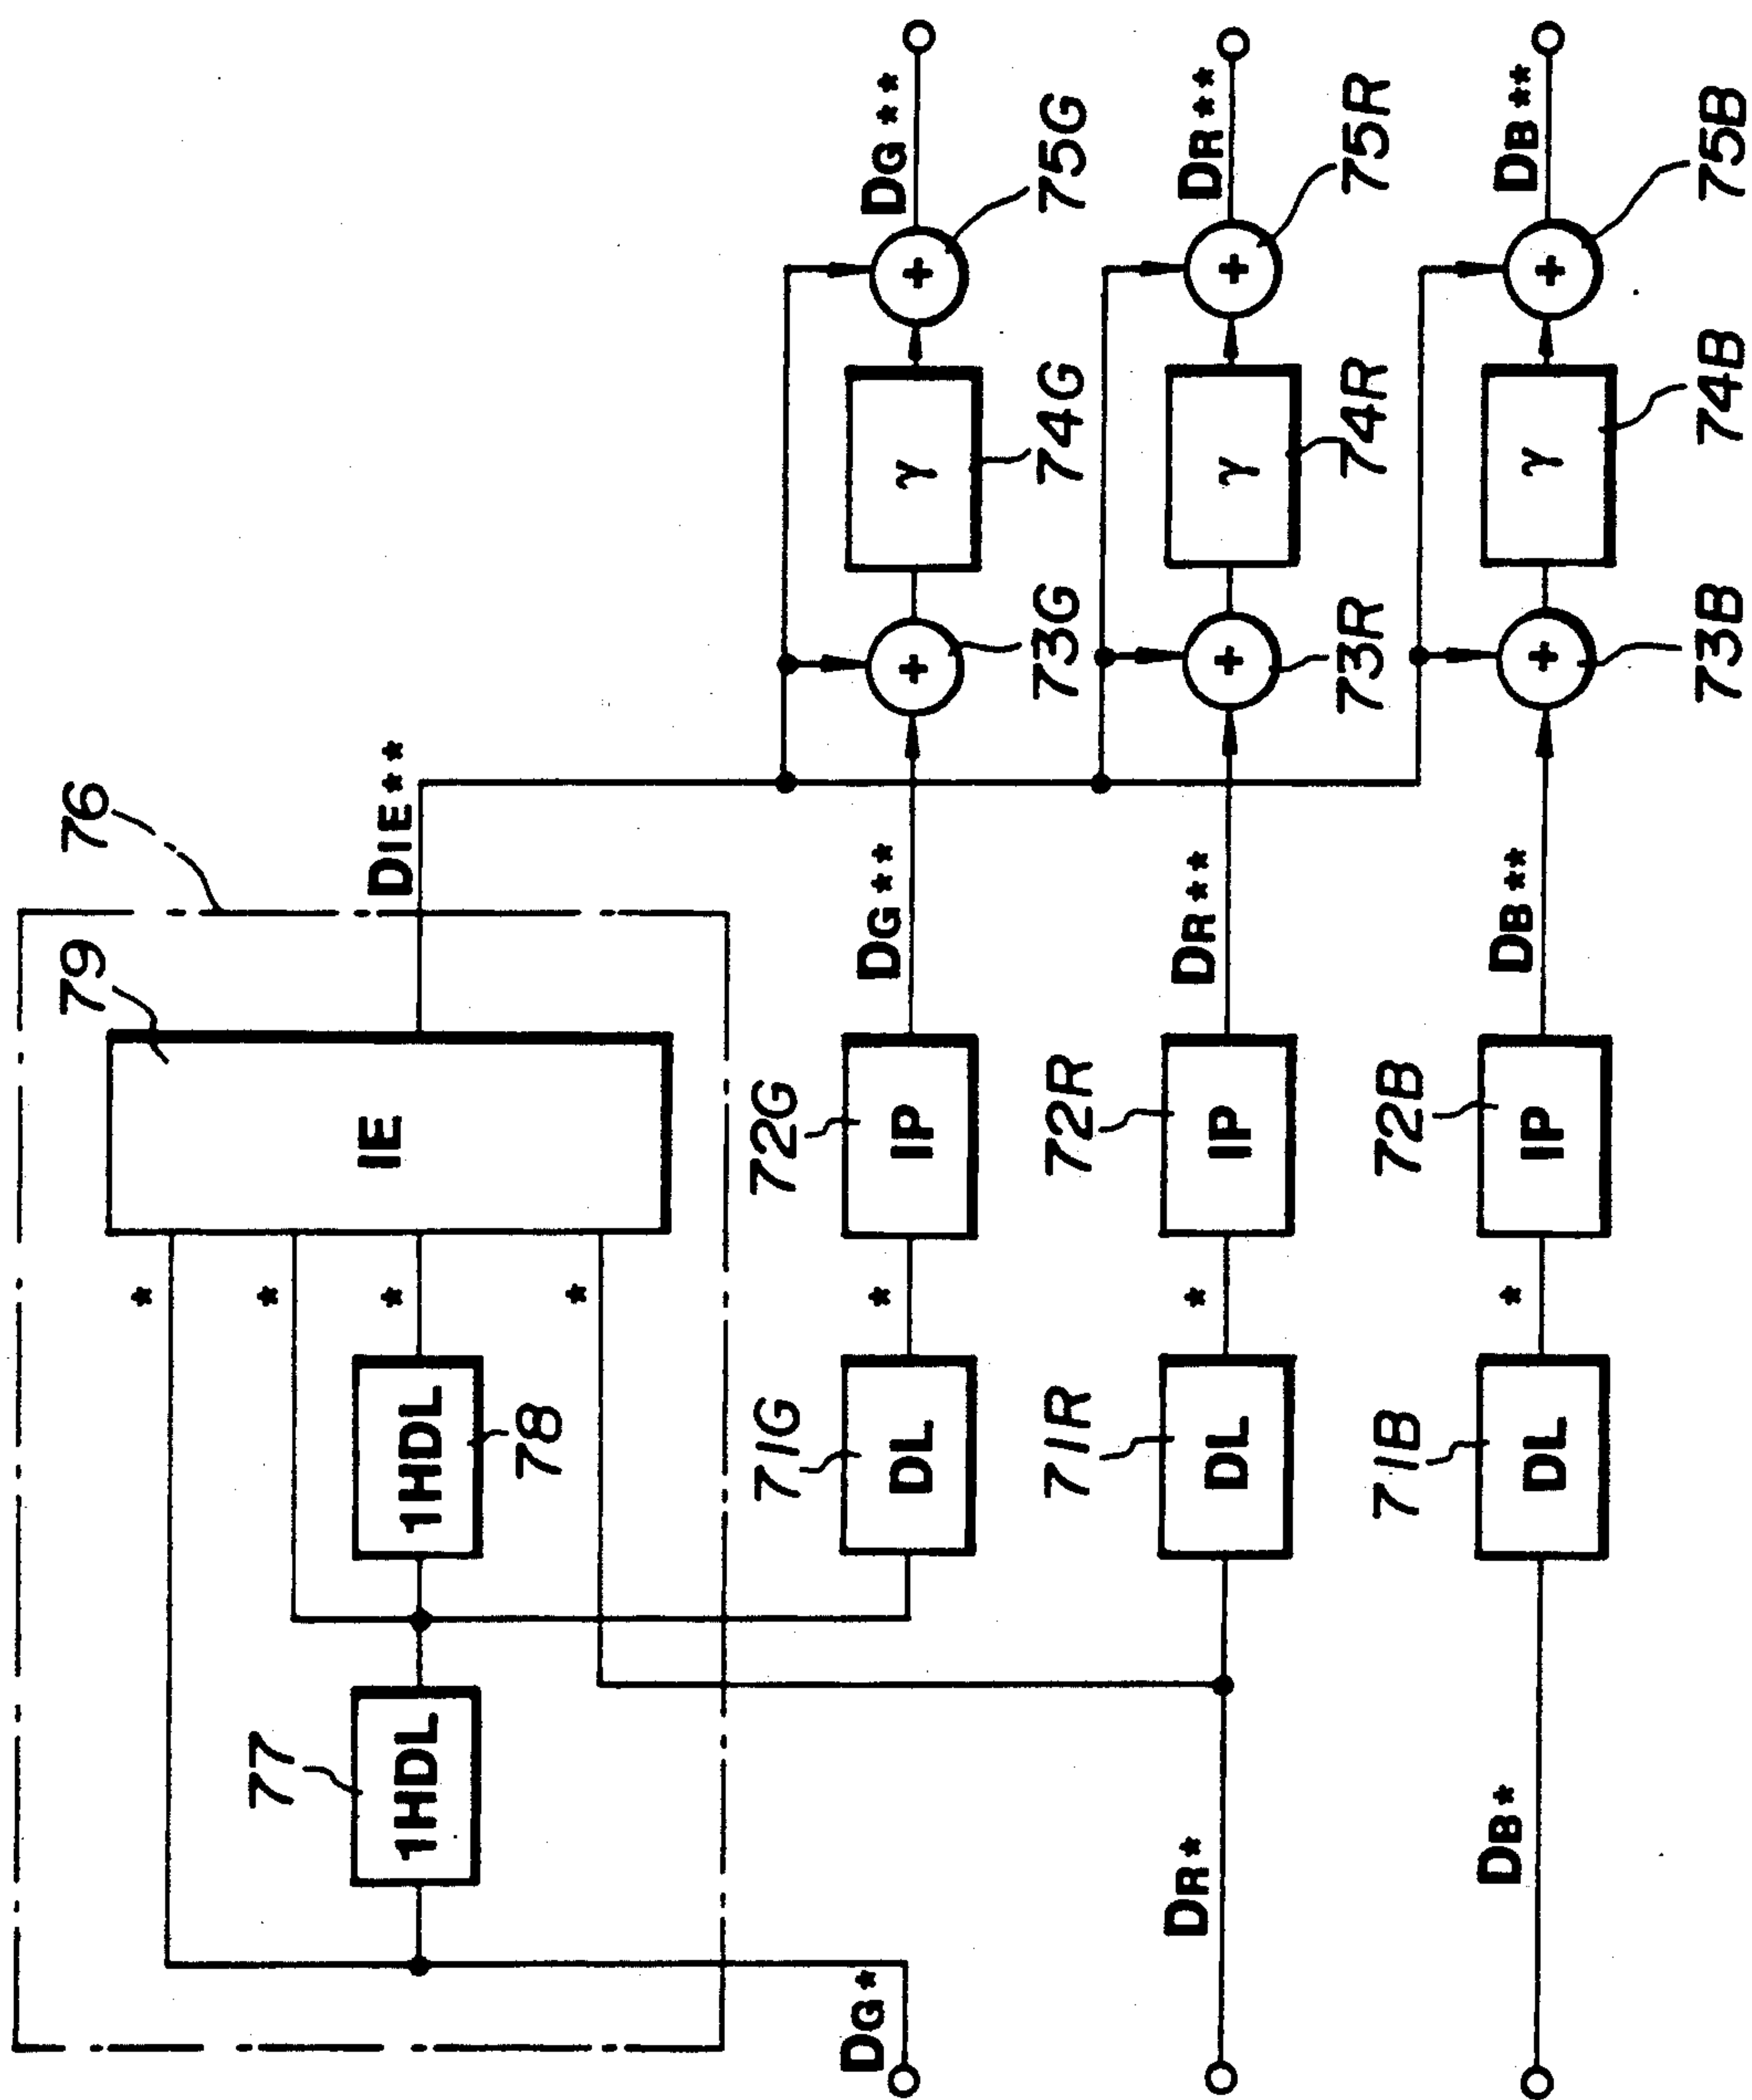 76
79
IE
DIE**
*
*
*
*
77
1HDL
1HDL
78
DG*
71G
DL
*
72G
IP
DG**
+
73G
γ
74G
+
75G
DG**
DR*
71R
DL
*
72R
IP
DR**
+
73R
γ
74R
+
75R
DR**
DB*
71B
DL
*
72B
IP
DB**
+
73B
γ
74B
+
75B
DB**